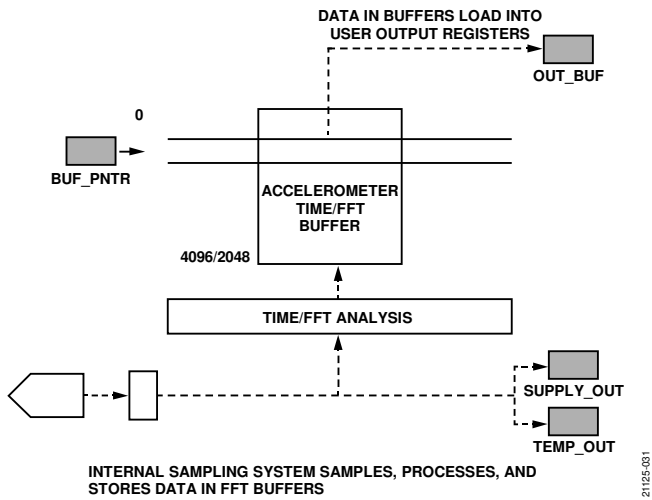 DATA IN BUFFERS LOAD INTO
USER OUTPUT REGISTERS
OUT_BUF
0
BUF_PNTR
ACCELEROMETER
TIME/FFT
BUFFER
4096/2048
TIME/FFT ANALYSIS
SUPPLY_OUT
TEMP_OUT
INTERNAL SAMPLING SYSTEM SAMPLES, PROCESSES, AND
STORES DATA IN FFT BUFFERS
21125-031